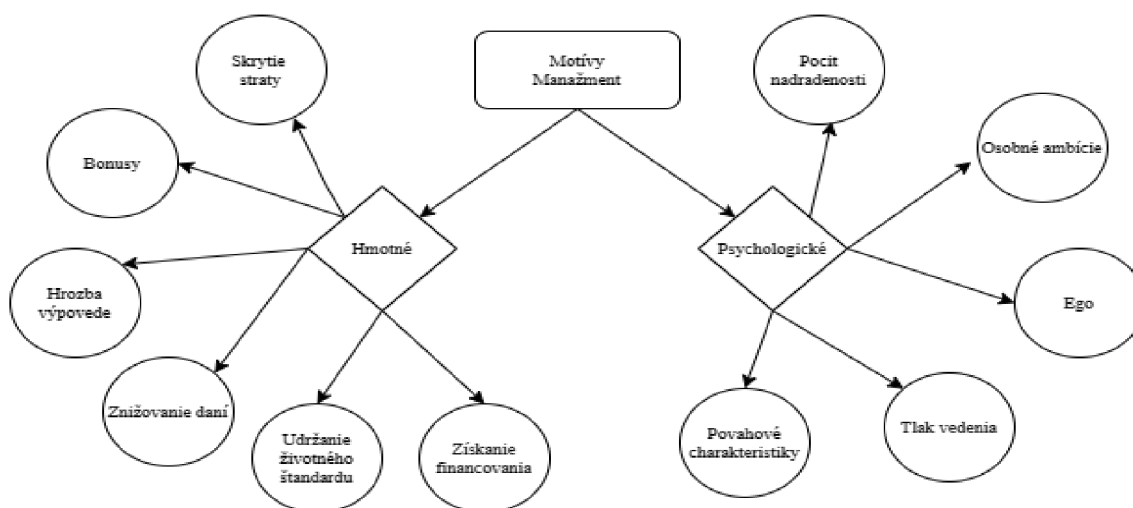 Motívy
Manažment
Skrytie
straty
Bonusy
Hrozba
výpovede
Znižovanie daní
Udržanie
životného
štandardu
Získanie
financovania
Hmotné
Psychologické
Pocit
nadradenosti
Osobné ambície
Ego
Tlak vedenia
Povahové
charakteristiky